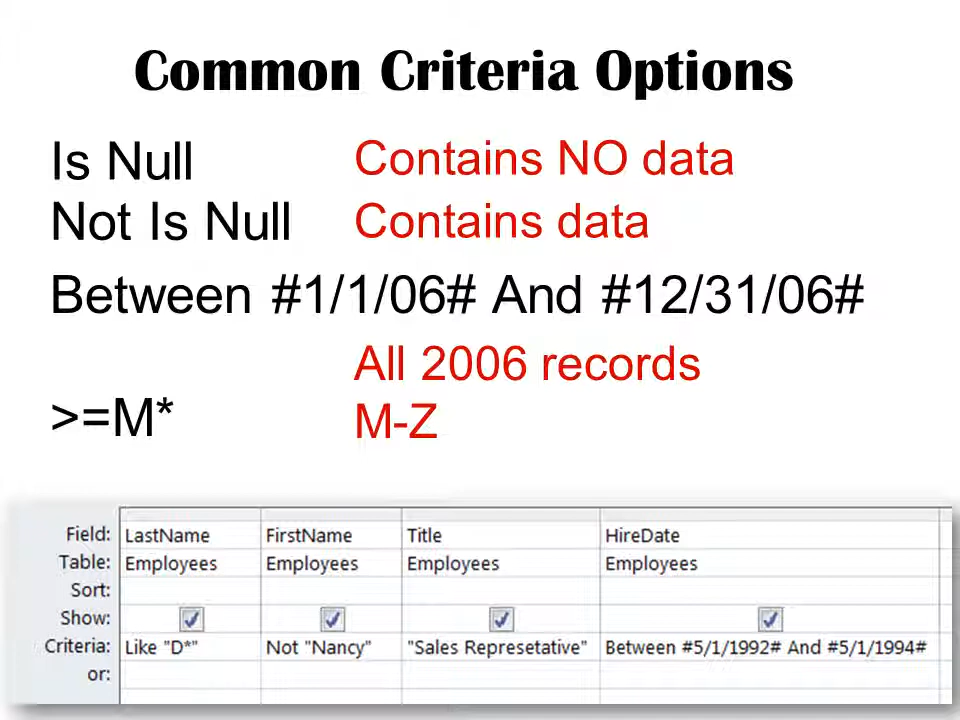 Common Criteria Options
Is Null Contains NO data
Not Is Null Contains data
Between #1/1/06# And #12/31/06#
All 2006 records
>=M* M-Z
Field: LastName FirstName Title HireDate
Table: Employees Employees Employees Employees
Sort:
Show:
Criteria: Like "D*" Not "Nancy" "Sales Represetative" Between #5/1/1992# And #5/1/1994#
or: